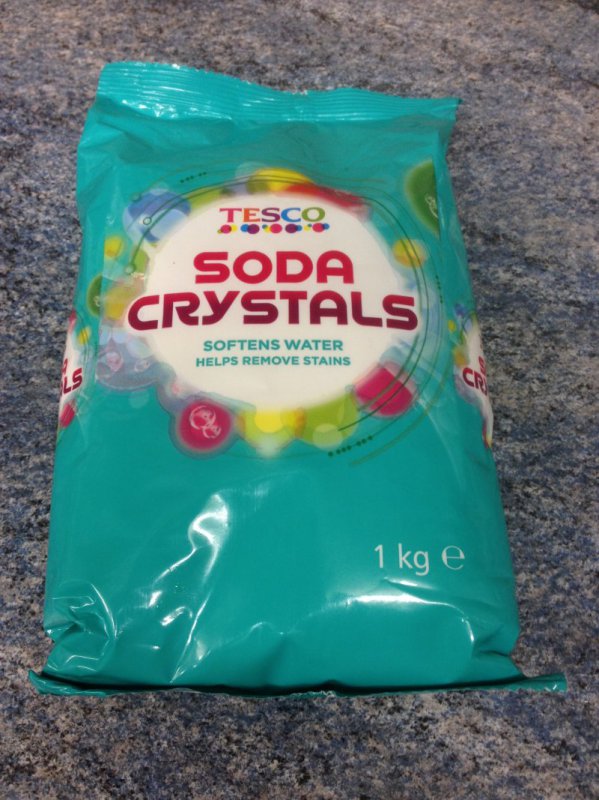 TESCO
SODA
CRYSTALS
SOFTENS WATER
HELPS REMOVE STAINS
1 kg ℮